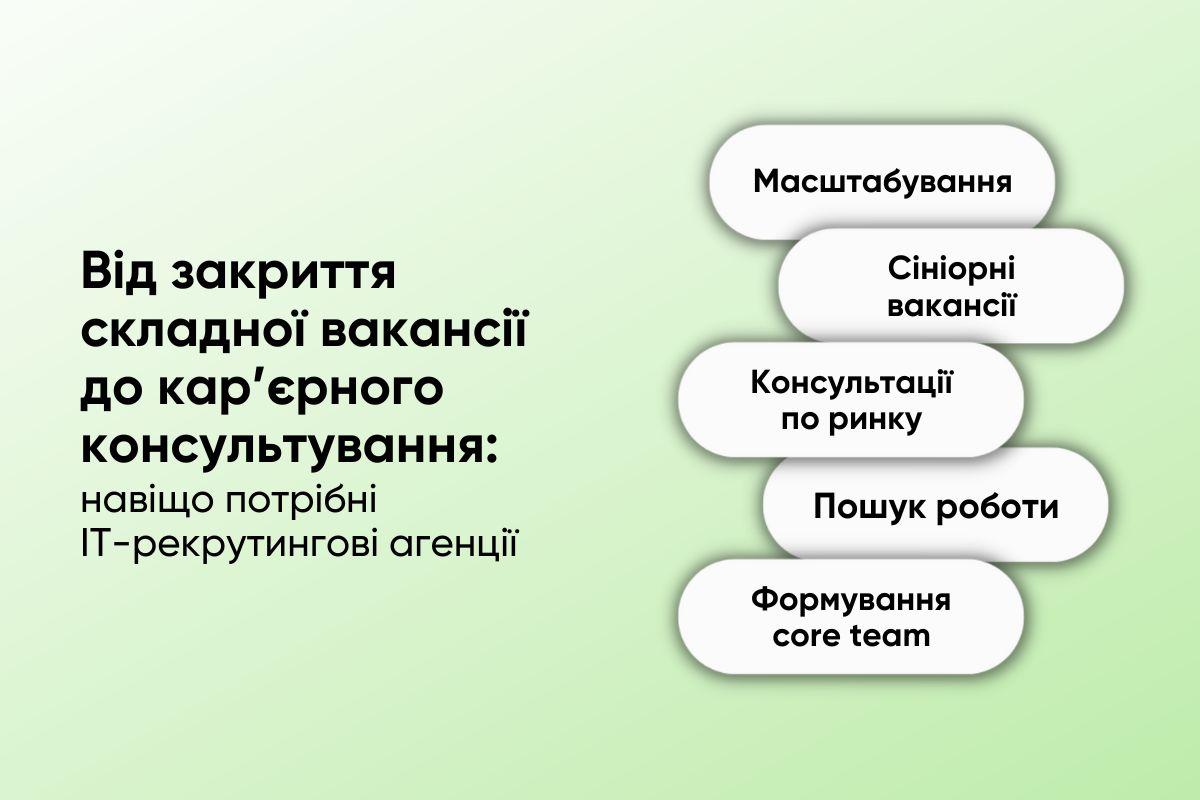 Від закриття
складної вакансії
до кар’єрного
консультування:
навіщо потрібні
ІТ-рекрутингові агенції
Масштабування
Сініорні
вакансії
Консультації
по ринку
Пошук роботи
Формування
core team